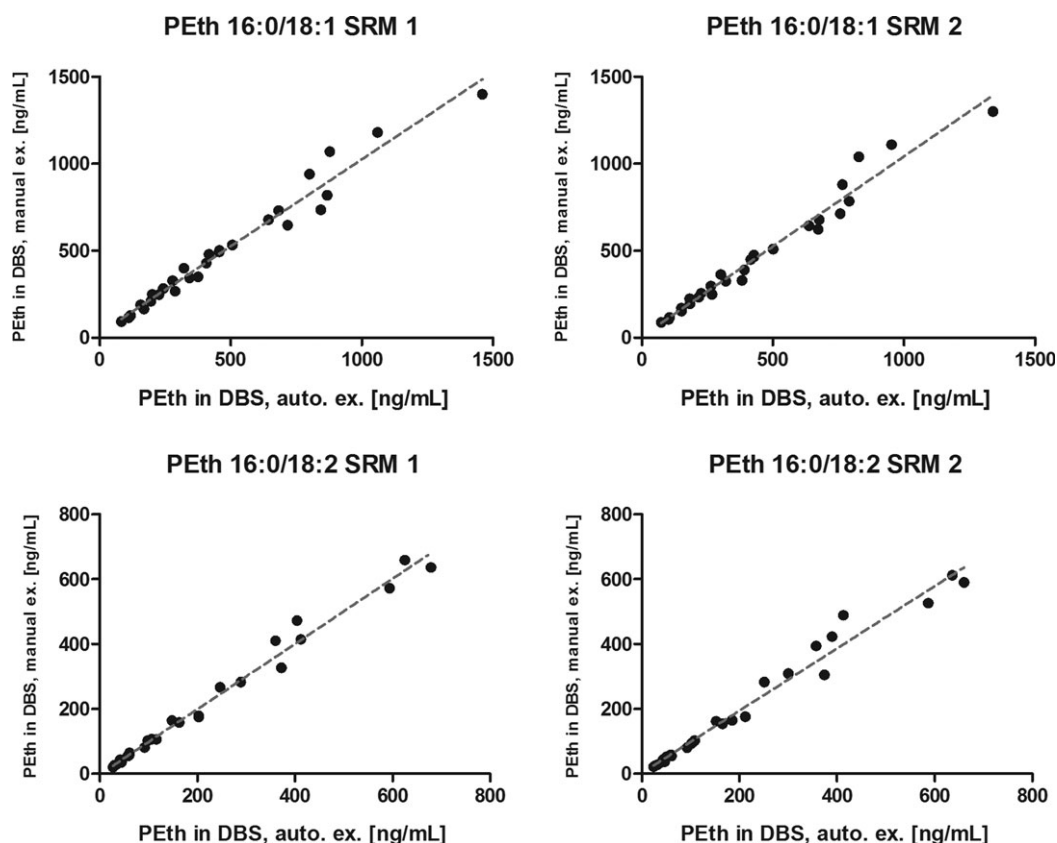 PEth 16:0/18:1 SRM 1
PEth in DBS, manual ex. [ng/mL]
1500
1000
500
0
0 500 1000 1500
PEth in DBS, auto. ex. [ng/mL]
PEth 16:0/18:1 SRM 2
PEth in DBS, manual ex. [ng/mL]
1500
1000
500
0
0 500 1000 1500
PEth in DBS, auto. ex. [ng/mL]
PEth 16:0/18:2 SRM 1
PEth in DBS, manual ex. [ng/mL]
800
600
400
200
0
0 200 400 600 800
PEth in DBS, auto. ex. [ng/mL]
PEth 16:0/18:2 SRM 2
PEth in DBS, manual ex. [ng/mL]
800
600
400
200
0
0 200 400 600 800
PEth in DBS, auto. ex. [ng/mL]